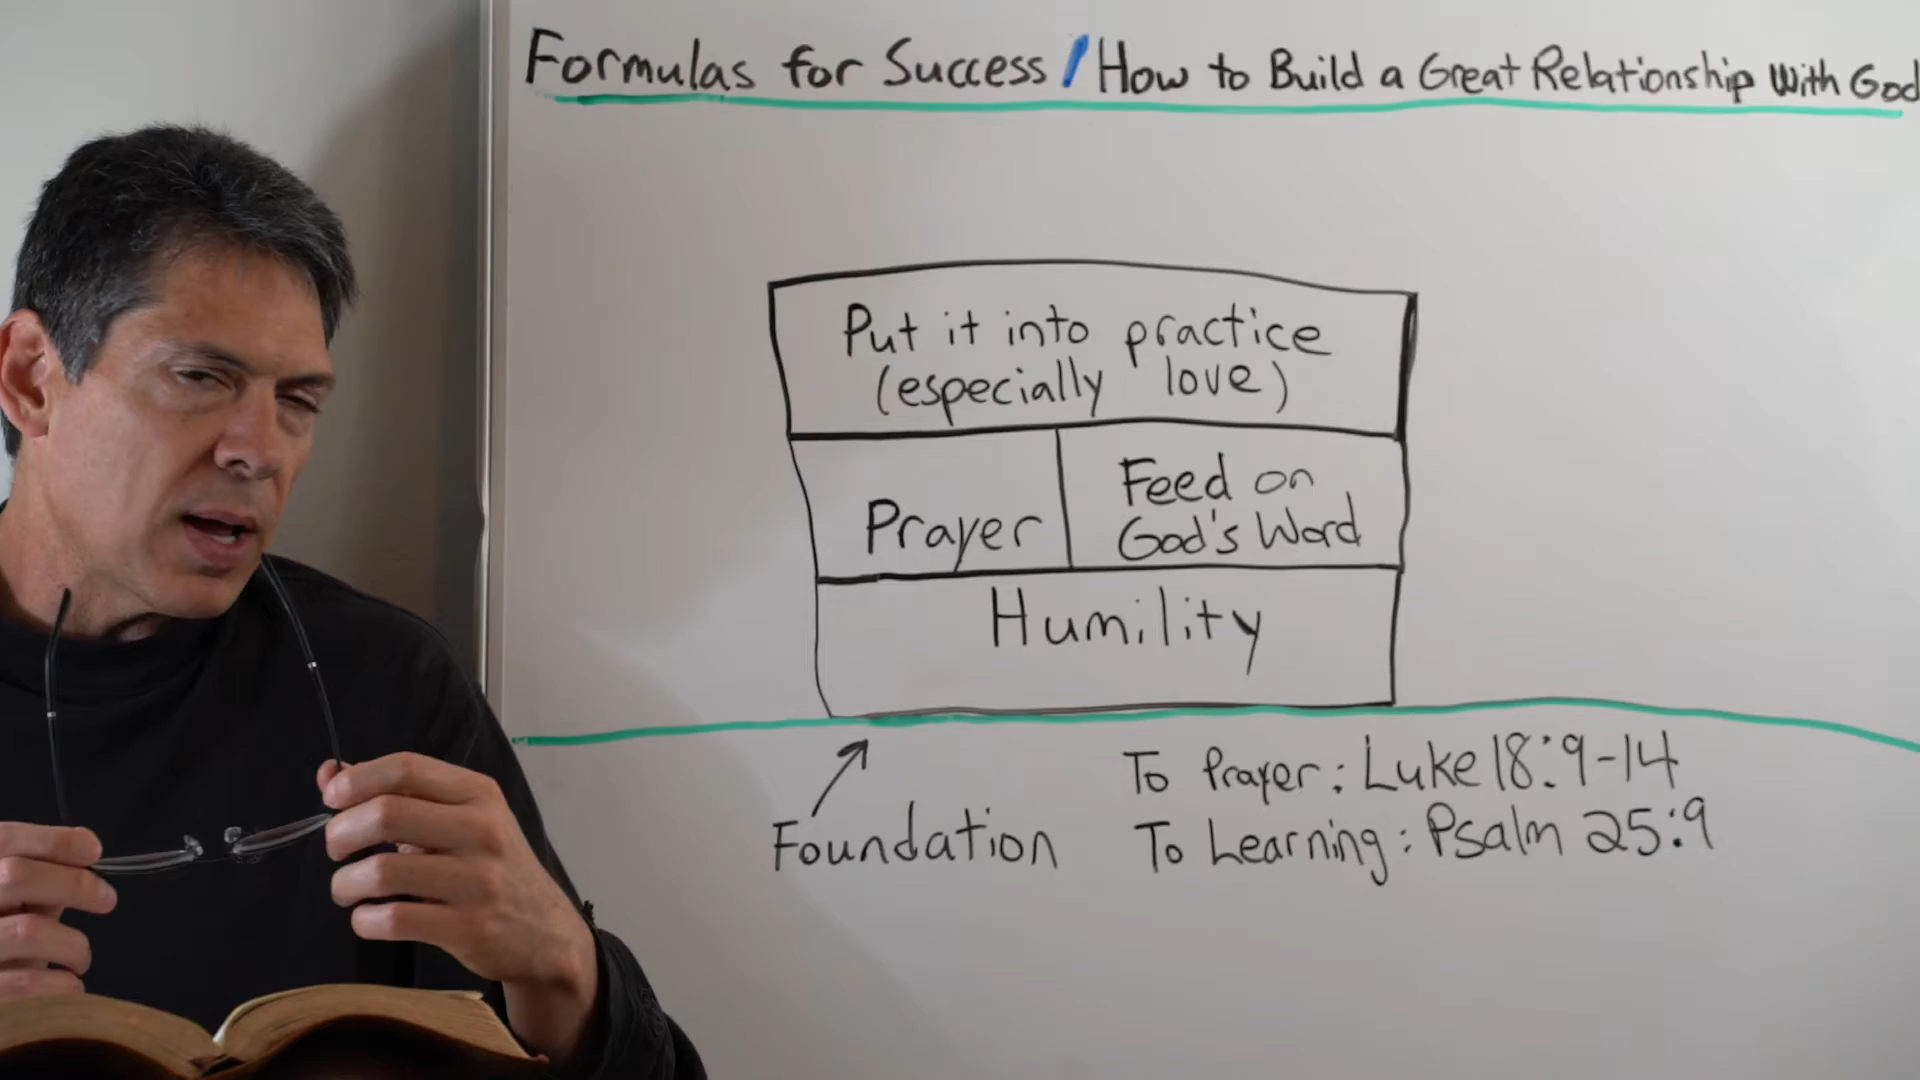 Formulas for Success / How to Build a Great Relationship With God
Put it into practice
(especially love)
Prayer
Feed on
God's Word
Humility
Foundation
To Prayer: Luke 18:9-14
To Learning: Psalm 25:9